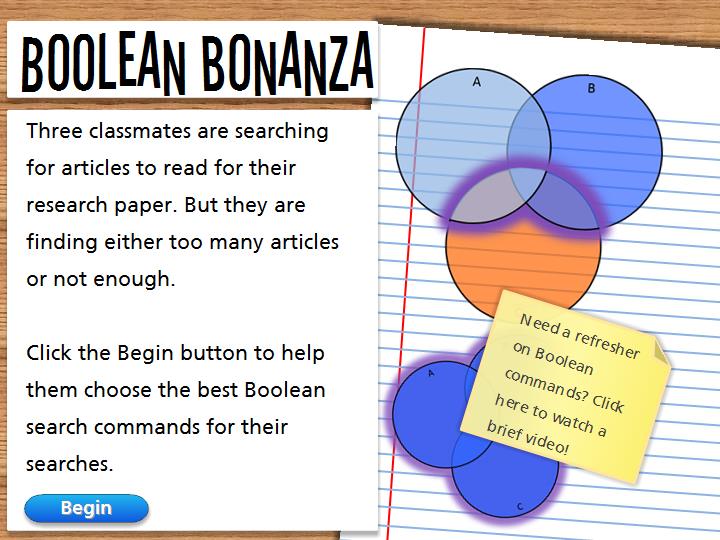 BOOLEAN BONANZA
Three classmates are searching
for articles to read for their
research paper. But they are
finding either too many articles
or not enough.
Click the Begin button to help
them choose the best Boolean
search commands for their
searches.
Begin
A
B
Need a refresher
on Boolean
commands? Click
here to watch a
brief video!
A
C